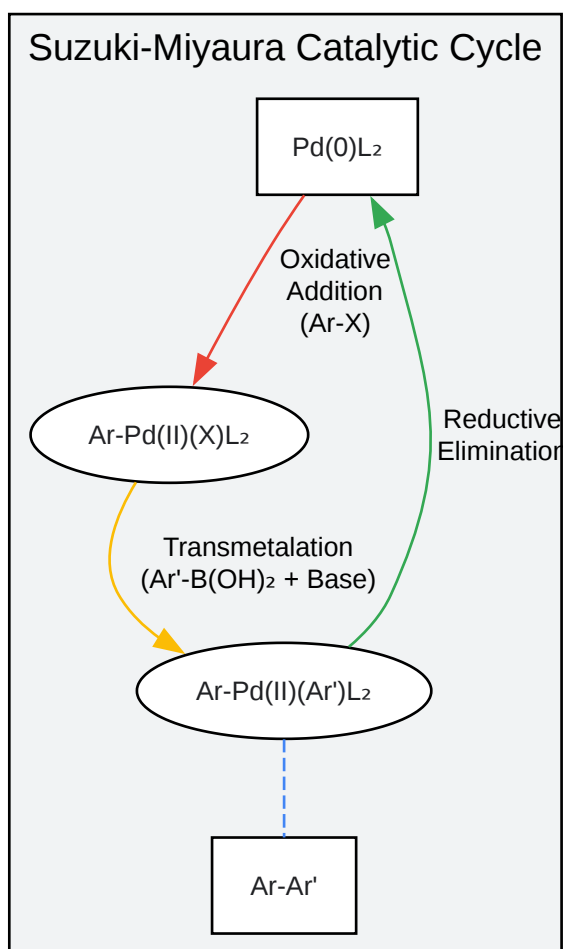 Suzuki-Miyaura Catalytic Cycle
Pd(0)L₂
Oxidative
Addition
(Ar-X)
Ar-Pd(II)(X)L₂
Reductive
Elimination
Transmetalation
(Ar'-B(OH)₂ + Base)
Ar-Pd(II)(Ar')L₂
Ar-Ar'